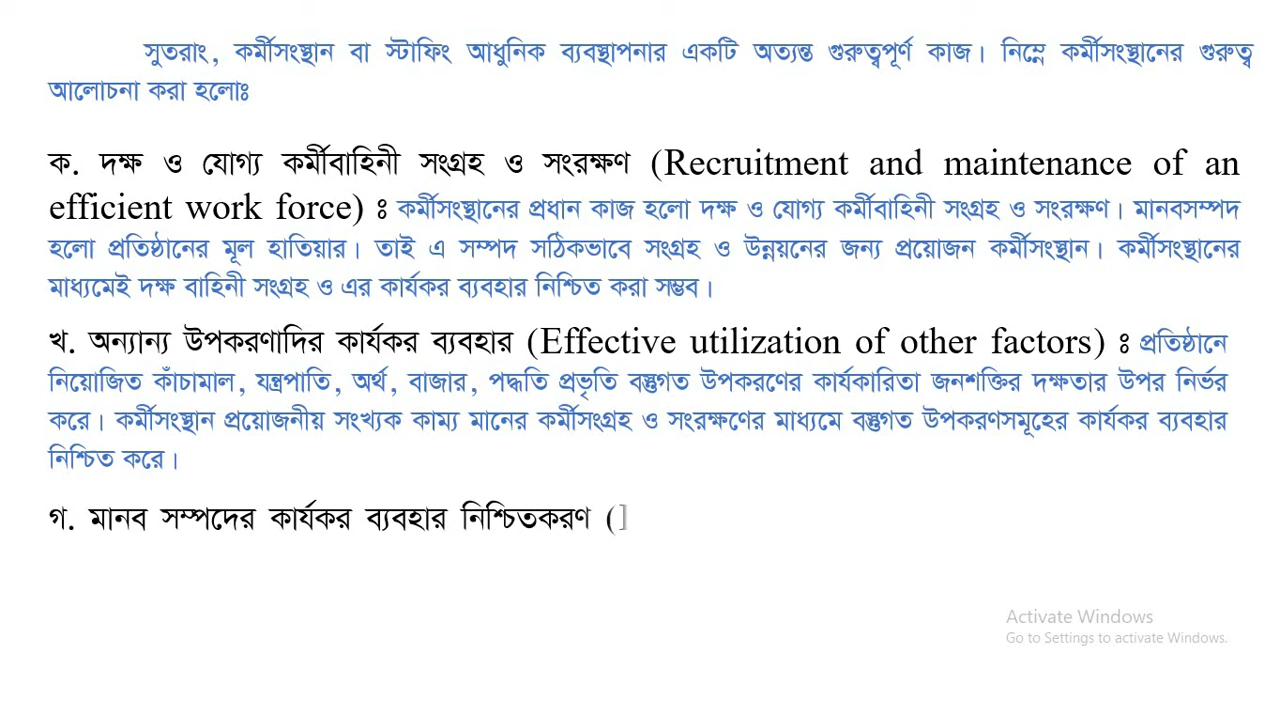 সুতরাং, কর্মীসংস্থান বা স্টাফিং আধুনিক ব্যবস্থাপনার একটি অত্যন্ত গুরুত্বপূর্ণ কাজ। নিম্নে কর্মীসংস্থানের গুরুত্ব
আলোচনা করা হলোঃ
ক. দক্ষ ও যোগ্য কর্মীবাহিনী সংগ্রহ ও সংরক্ষণ (Recruitment and maintenance of an
efficient work force) ঃ কর্মীসংস্থানের প্রধান কাজ হলো দক্ষ ও যোগ্য কর্মীবাহিনী সংগ্রহ ও সংরক্ষণ। মানবসম্পদ
হলো প্রতিষ্ঠানের মূল হাতিয়ার। তাই এ সম্পদ সঠিকভাবে সংগ্রহ ও উন্নয়নের জন্য প্রয়োজন কর্মীসংস্থান। কর্মীসংস্থানের
মাধ্যমেই দক্ষ বাহিনী সংগ্রহ ও এর কার্যকর ব্যবহার নিশ্চিত করা সম্ভব।
খ. অন্যান্য উপকরণাদির কার্যকর ব্যবহার (Effective utilization of other factors) ঃ প্রতিষ্ঠানে
নিয়োজিত কাঁচামাল, যন্ত্রপাতি, অর্থ, বাজার, পদ্ধতি প্রভৃতি বস্তুগত উপকরণের কার্যকারিতা জনশক্তির দক্ষতার উপর নির্ভর
করে। কর্মীসংস্থান প্রয়োজনীয় সংখ্যক কাম্য মানের কর্মীসংগ্রহ ও সংরক্ষণের মাধ্যমে বস্তুগত উপকরণসমূহের কার্যকর ব্যবহার
নিশ্চিত করে।
গ. মানব সম্পদের কার্যকর ব্যবহার নিশ্চিতকরণ (
Activate Windows
Go to Settings to activate Windows.